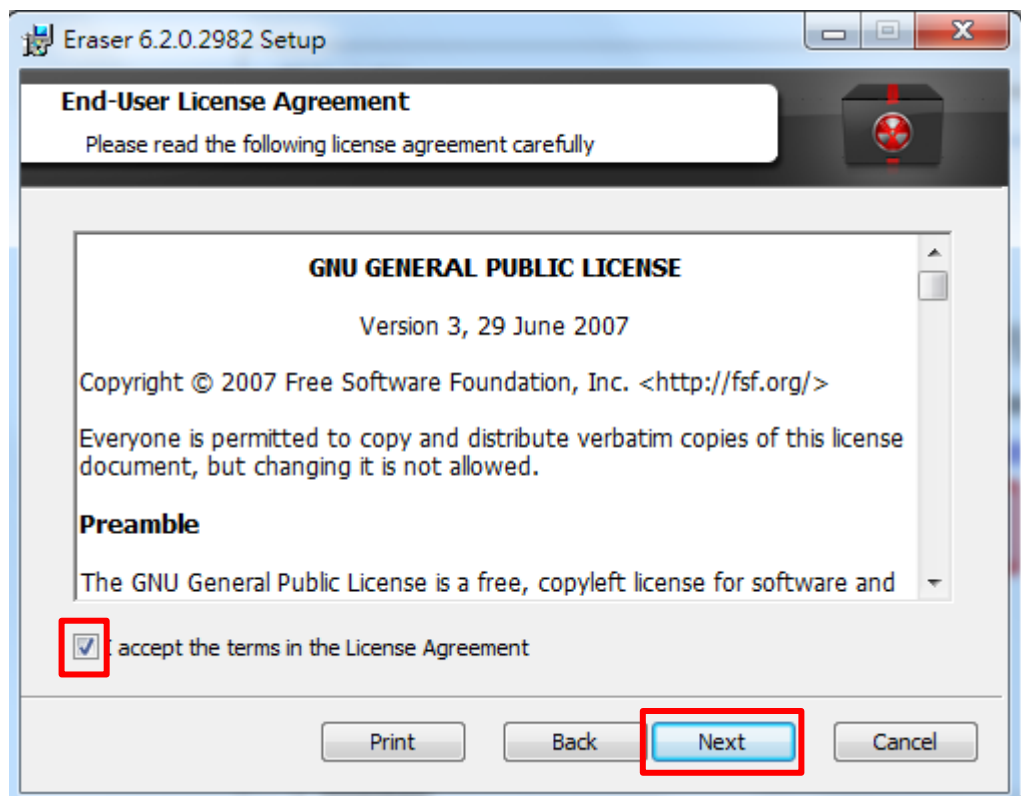 Eraser 6.2.0.2982 Setup
End-User License Agreement
Please read the following license agreement carefully
GNU GENERAL PUBLIC LICENSE
Version 3, 29 June 2007
Copyright © 2007 Free Software Foundation, Inc. <http://fsf.org/>
Everyone is permitted to copy and distribute verbatim copies of this license
document, but changing it is not allowed.
Preamble
The GNU General Public License is a free, copyleft license for software and
I accept the terms in the License Agreement
Print Back Next Cancel